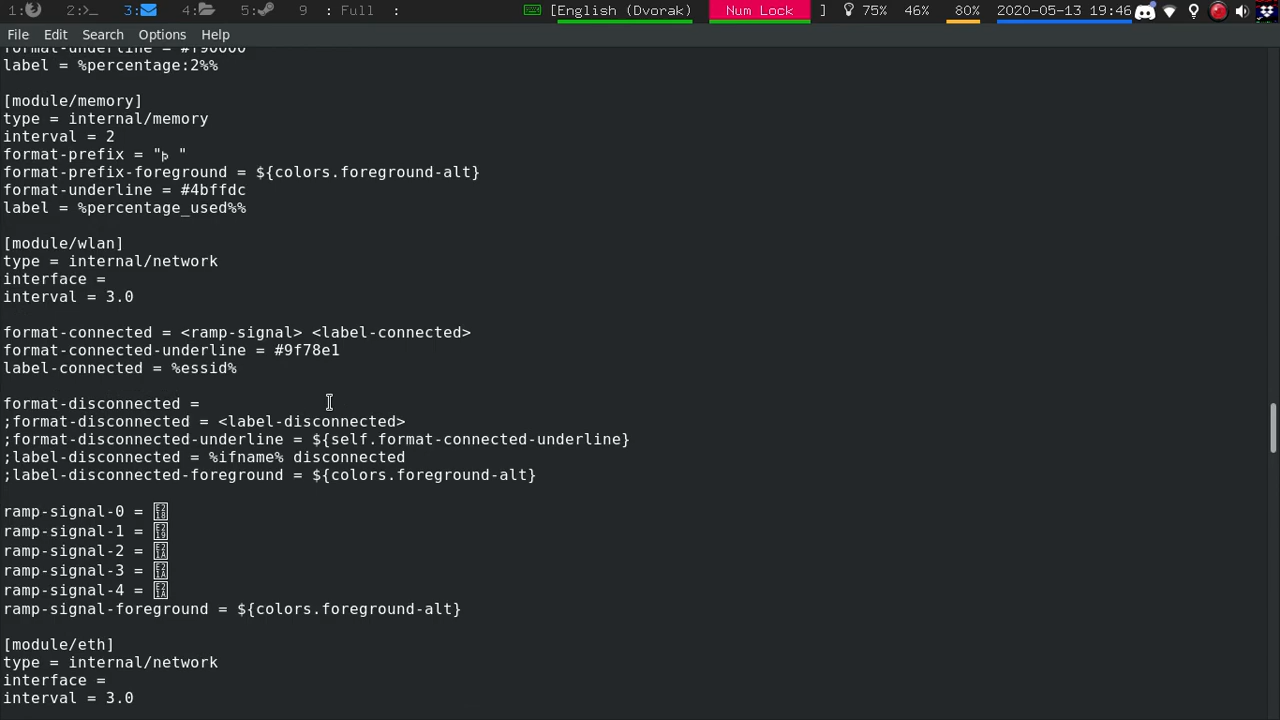 1: 2: 3: 4: 5: 9 : Full : [English (Dvorak) Num Lock ] 75% 46% 80% 2020-05-13 19:46
File Edit Search Options Help
format-underline = #f90000
label = %percentage:2%%
[module/memory]
type = internal/memory
interval = 2
format-prefix = " "
format-prefix-foreground = ${colors.foreground-alt}
format-underline = #4bffdc
label = %percentage_used%%
[module/wlan]
type = internal/network
interface =
interval = 3.0
format-connected = <ramp-signal> <label-connected>
format-connected-underline = #9f78e1
label-connected = %essid%
format-disconnected =
;format-disconnected = <label-disconnected>
;format-disconnected-underline = ${self.format-connected-underline}
;label-disconnected = %ifname% disconnected
;label-disconnected-foreground = ${colors.foreground-alt}
ramp-signal-0 =
ramp-signal-1 =
ramp-signal-2 =
ramp-signal-3 =
ramp-signal-4 =
ramp-signal-foreground = ${colors.foreground-alt}
[module/eth]
type = internal/network
interface =
interval = 3.0